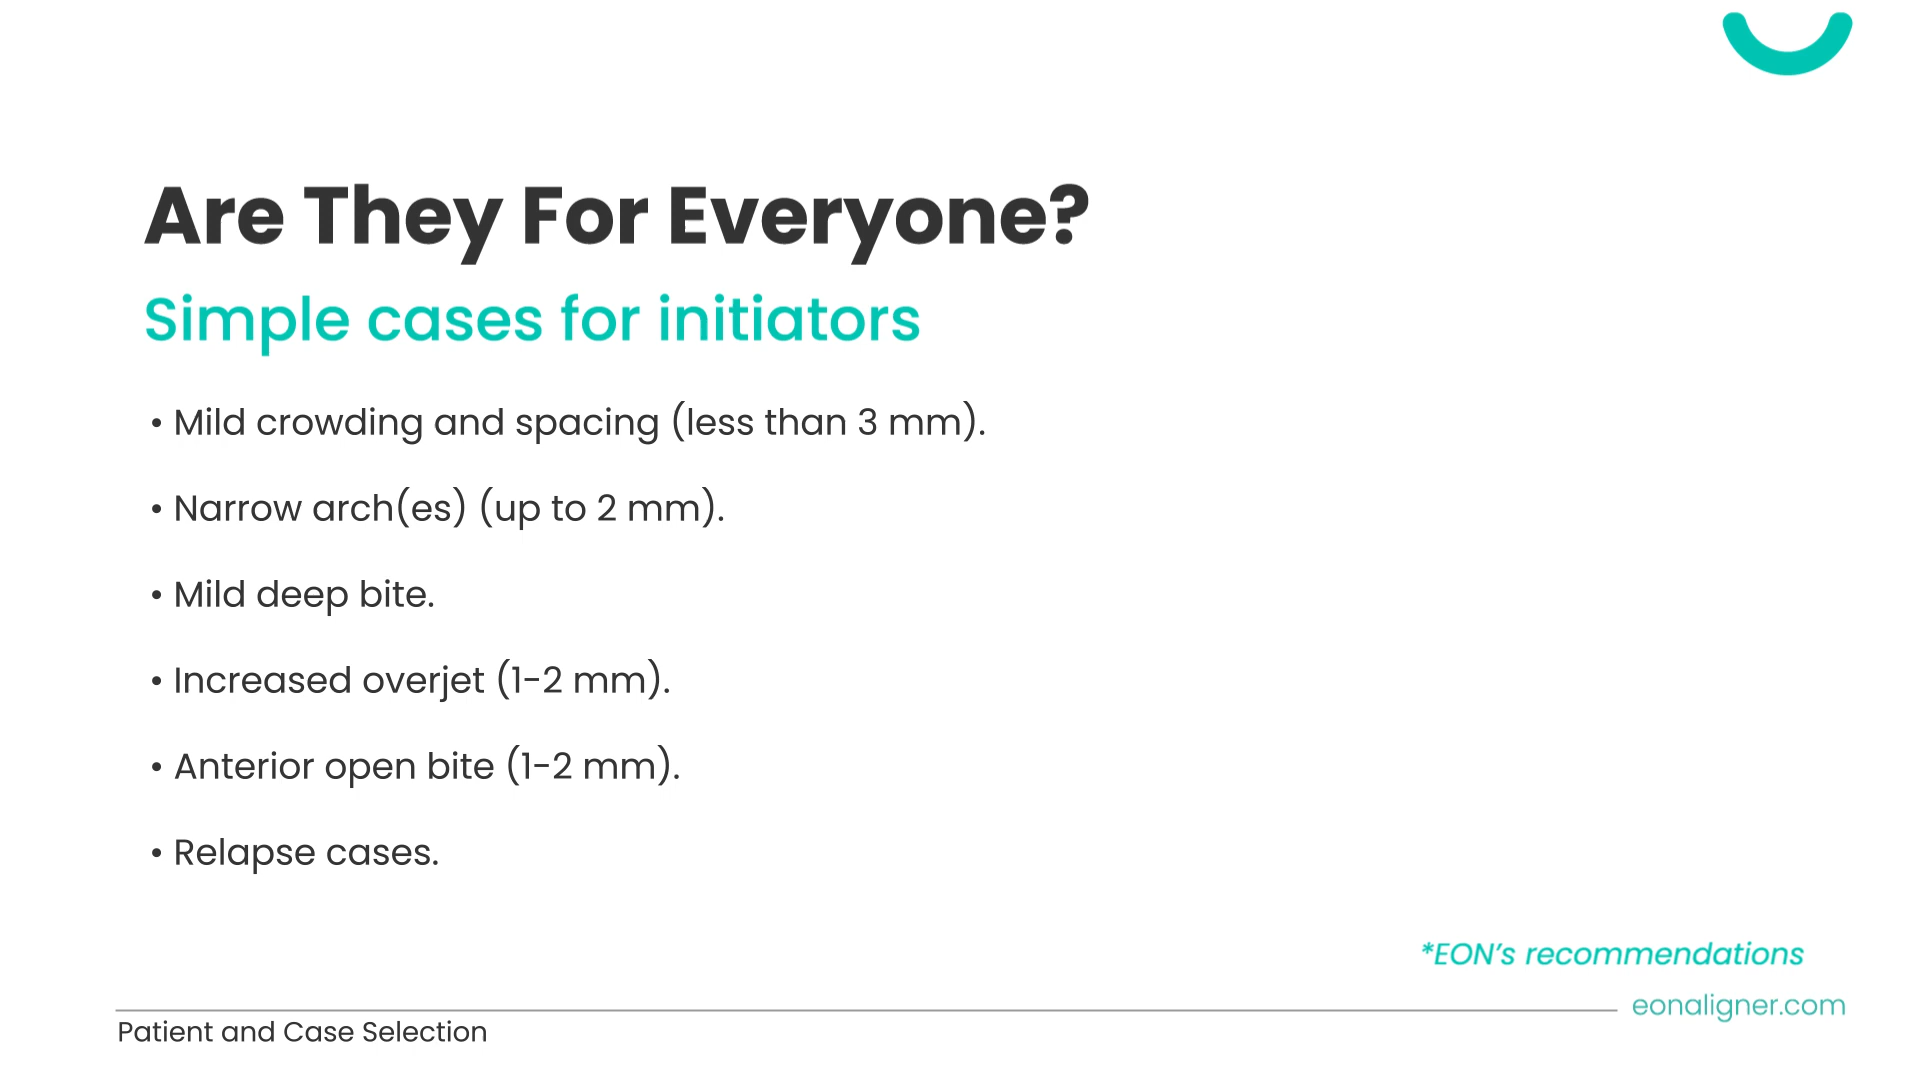 Are They For Everyone?
Simple cases for initiators
• Mild crowding and spacing (less than 3 mm).
• Narrow arch(es) (up to 2 mm).
• Mild deep bite.
• Increased overjet (1-2 mm).
• Anterior open bite (1-2 mm).
• Relapse cases.
*EON’s recommendations
eonaligner.com
Patient and Case Selection